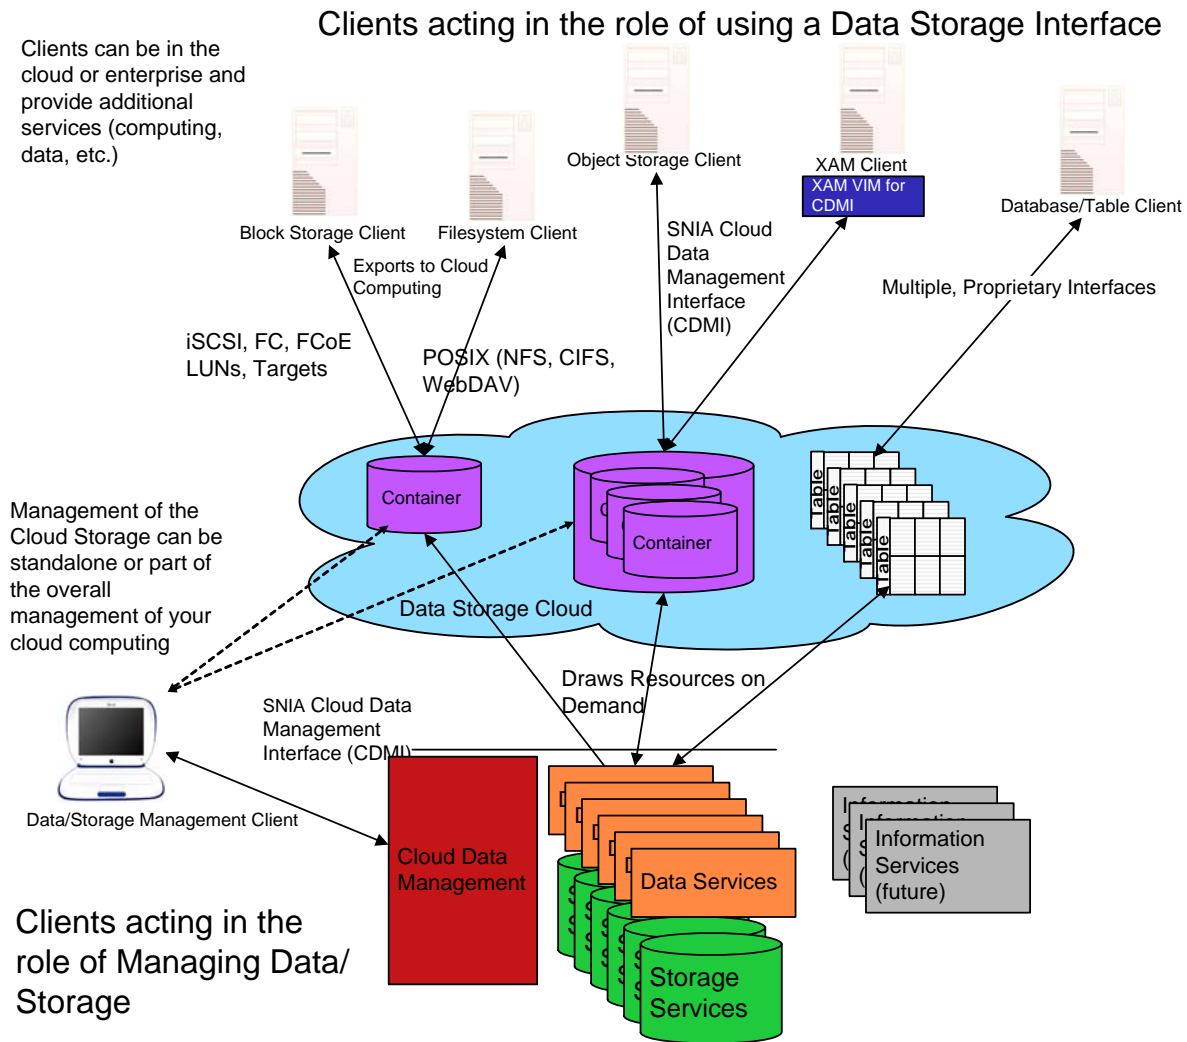 Clients acting in the role of using a Data Storage Interface
Clients can be in the
cloud or enterprise and
provide additional
services (computing,
data, etc.)
Object Storage Client
XAM Client
XAM VIM for
CDMI
Database/Table Client
Block Storage Client
Filesystem Client
Exports to Cloud
Computing
SNIA Cloud
Data
Management
Interface
(CDMI)
Multiple, Proprietary Interfaces
iSCSI, FC, FCoE
LUNs, Targets
POSIX (NFS, CIFS,
WebDAV)
Container
C
C
Container
Table
Table
Table
Table
Table
Management of the
Cloud Storage can be
standalone or part of
the overall
management of your
cloud computing
Data Storage Cloud
Draws Resources on
Demand
SNIA Cloud Data
Management
Interface (CDMI)
Data/Storage Management Client
Cloud Data
Management
D
D
D
D
D
Data Services
S
S
S
S
S
S
S
S
S
S
Storage
Services
Information
S
(
Information
S
(
Information
Services
(future)
Clients acting in the
role of Managing Data/
Storage